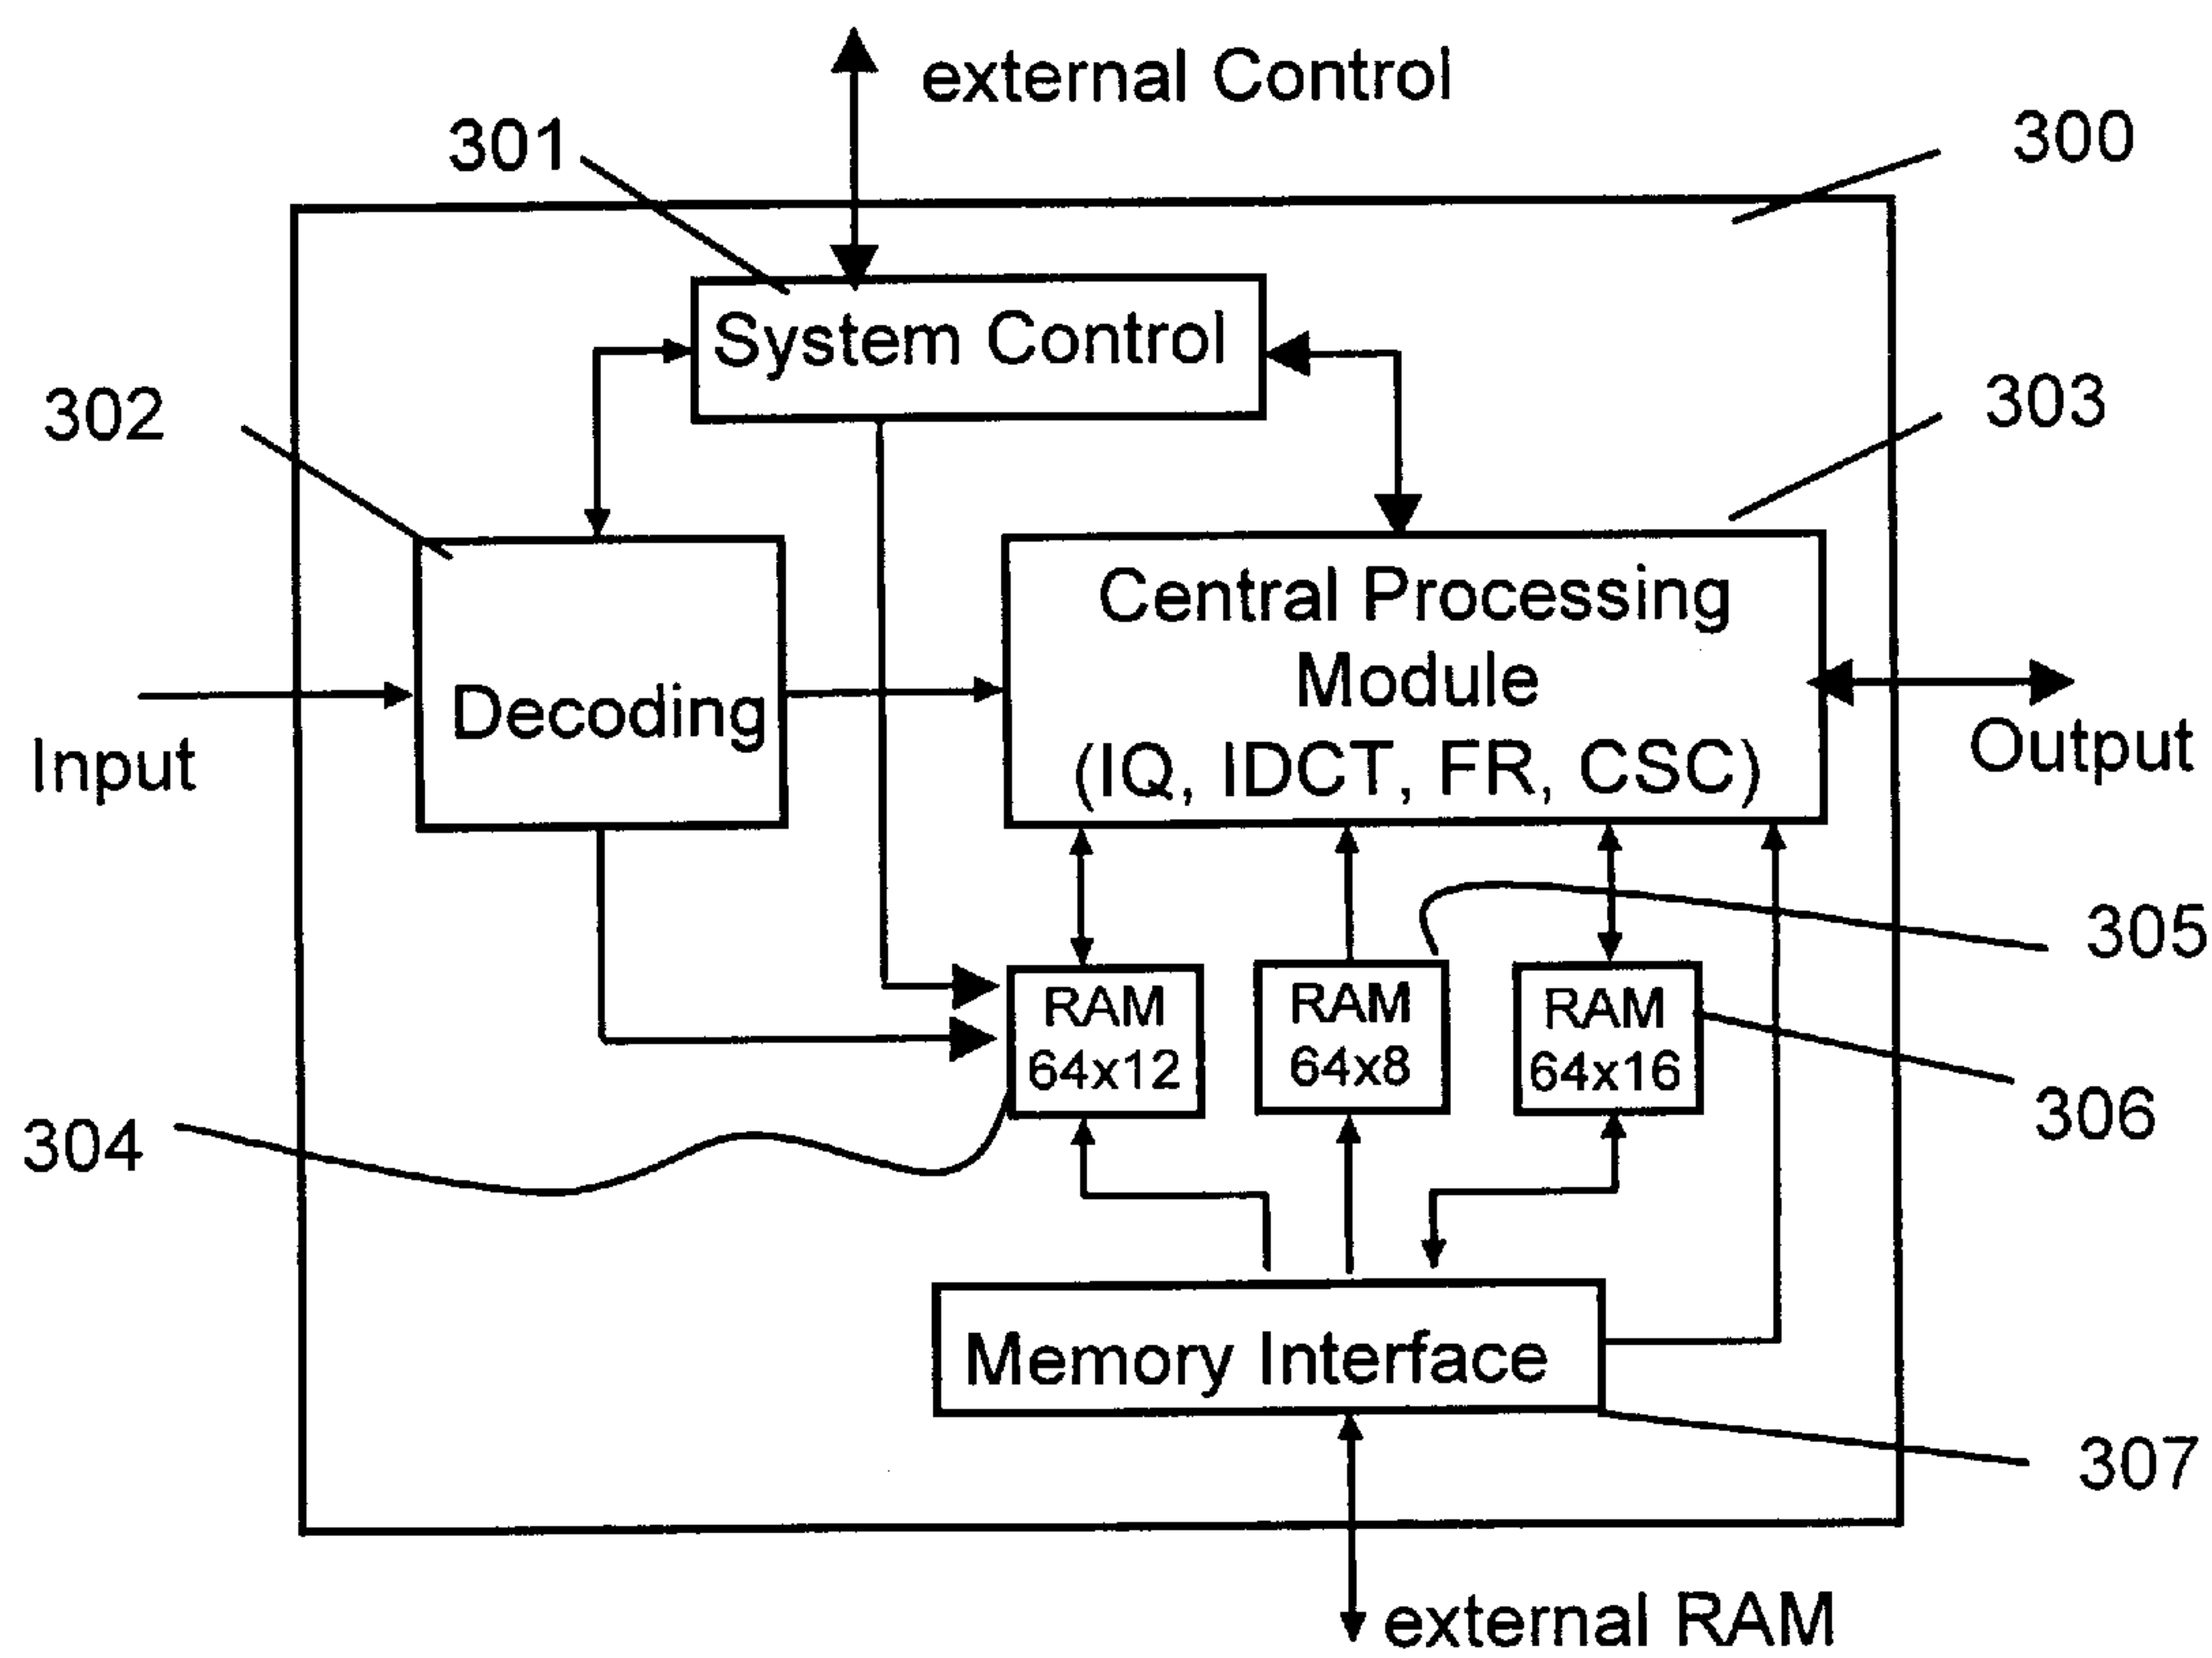 external Control
301
300
System Control
302
303
Central Processing
Module
(IQ, IDCT, FR, CSC)
Decoding
Input
Output
305
RAM
64x12
RAM
64x8
RAM
64x16
304
306
Memory Interface
307
external RAM